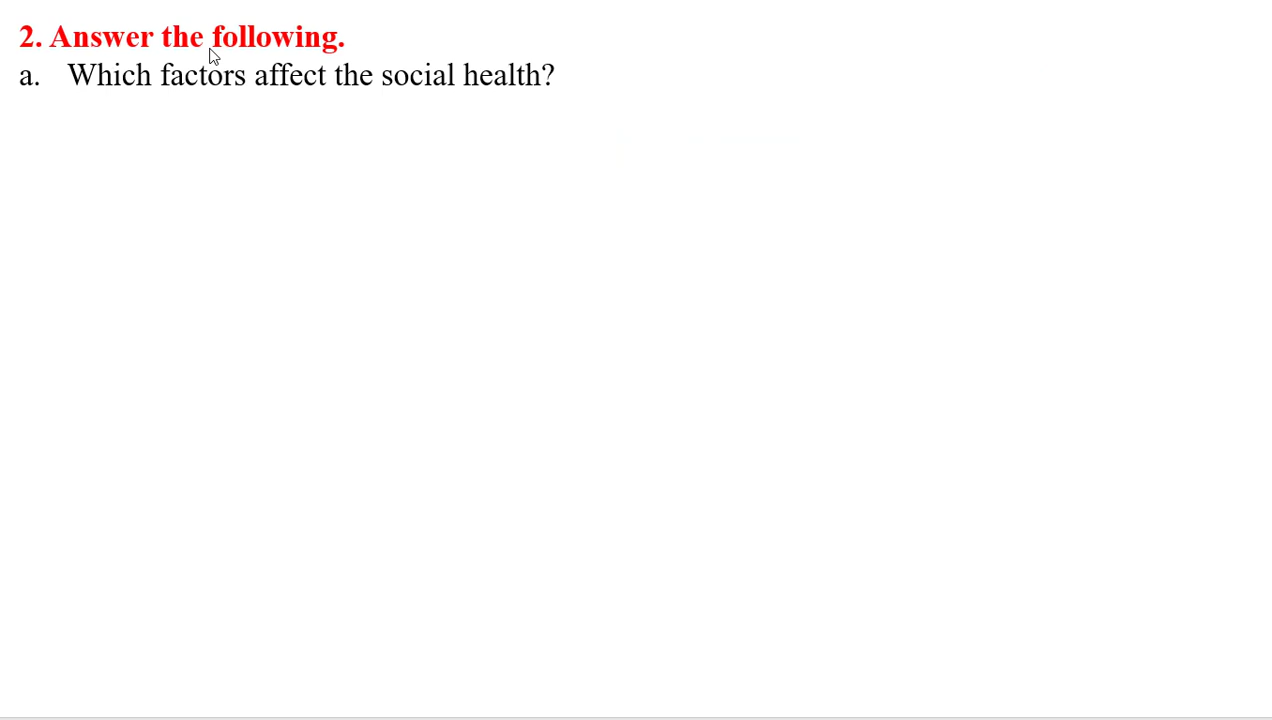 2. Answer the following.
a. Which factors affect the social health?